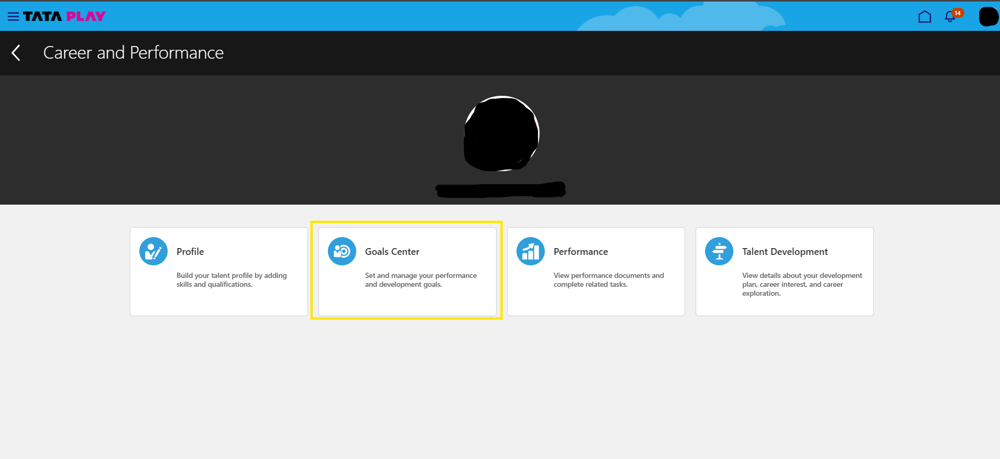 TATA PLAY
14
Career and Performance
Profile
Build your talent profile by adding
skills and qualifications.
Goals Center
Set and manage your performance
and development goals.
Performance
View performance documents and
complete related tasks.
Talent Development
View details about your development
plan, career interest, and career
exploration.